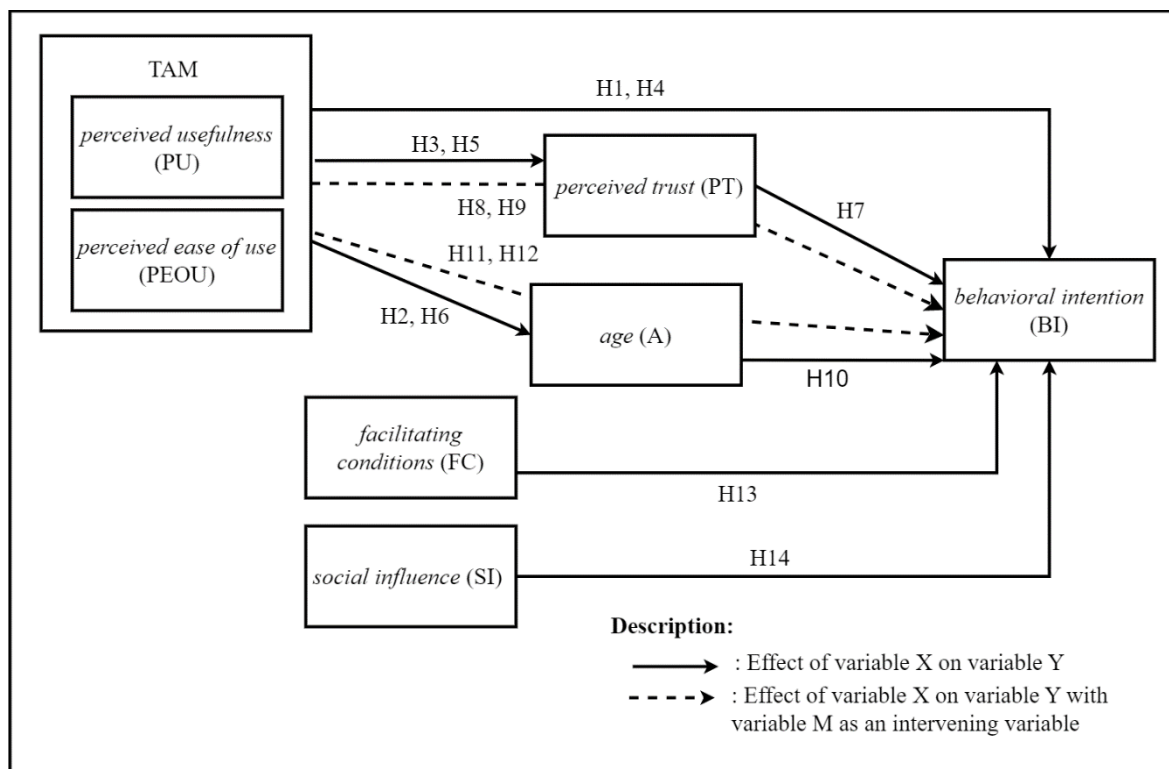 TAM
H1, H4
perceived usefulness
(PU)
H3, H5
perceived trust (PT)
H8, H9
H7
perceived ease of use
(PEOU)
H11, H12
H2, H6
age (A)
behavioral intention
(BI)
H10
facilitating
conditions (FC)
H13
social influence (SI)
H14
Description:
: Effect of variable X on variable Y
: Effect of variable X on variable Y with
variable M as an intervening variable